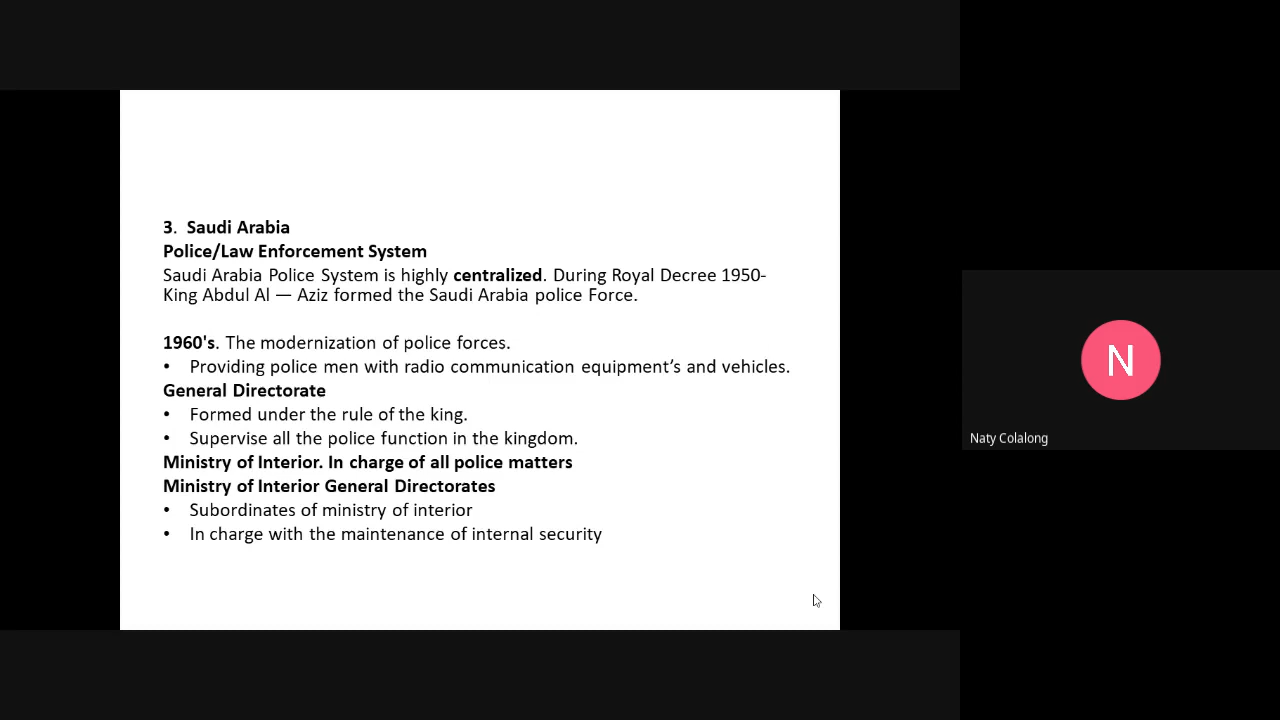 3.  Saudi Arabia
Police/Law Enforcement System
Saudi Arabia Police System is highly centralized. During Royal Decree 1950-
King Abdul Al — Aziz formed the Saudi Arabia police Force.
1960's. The modernization of police forces.
• Providing police men with radio communication equipment’s and vehicles.
General Directorate
• Formed under the rule of the king.
• Supervise all the police function in the kingdom.
Ministry of Interior. In charge of all police matters
Ministry of Interior General Directorates
• Subordinates of ministry of interior
• In charge with the maintenance of internal security
N
Naty Colalong